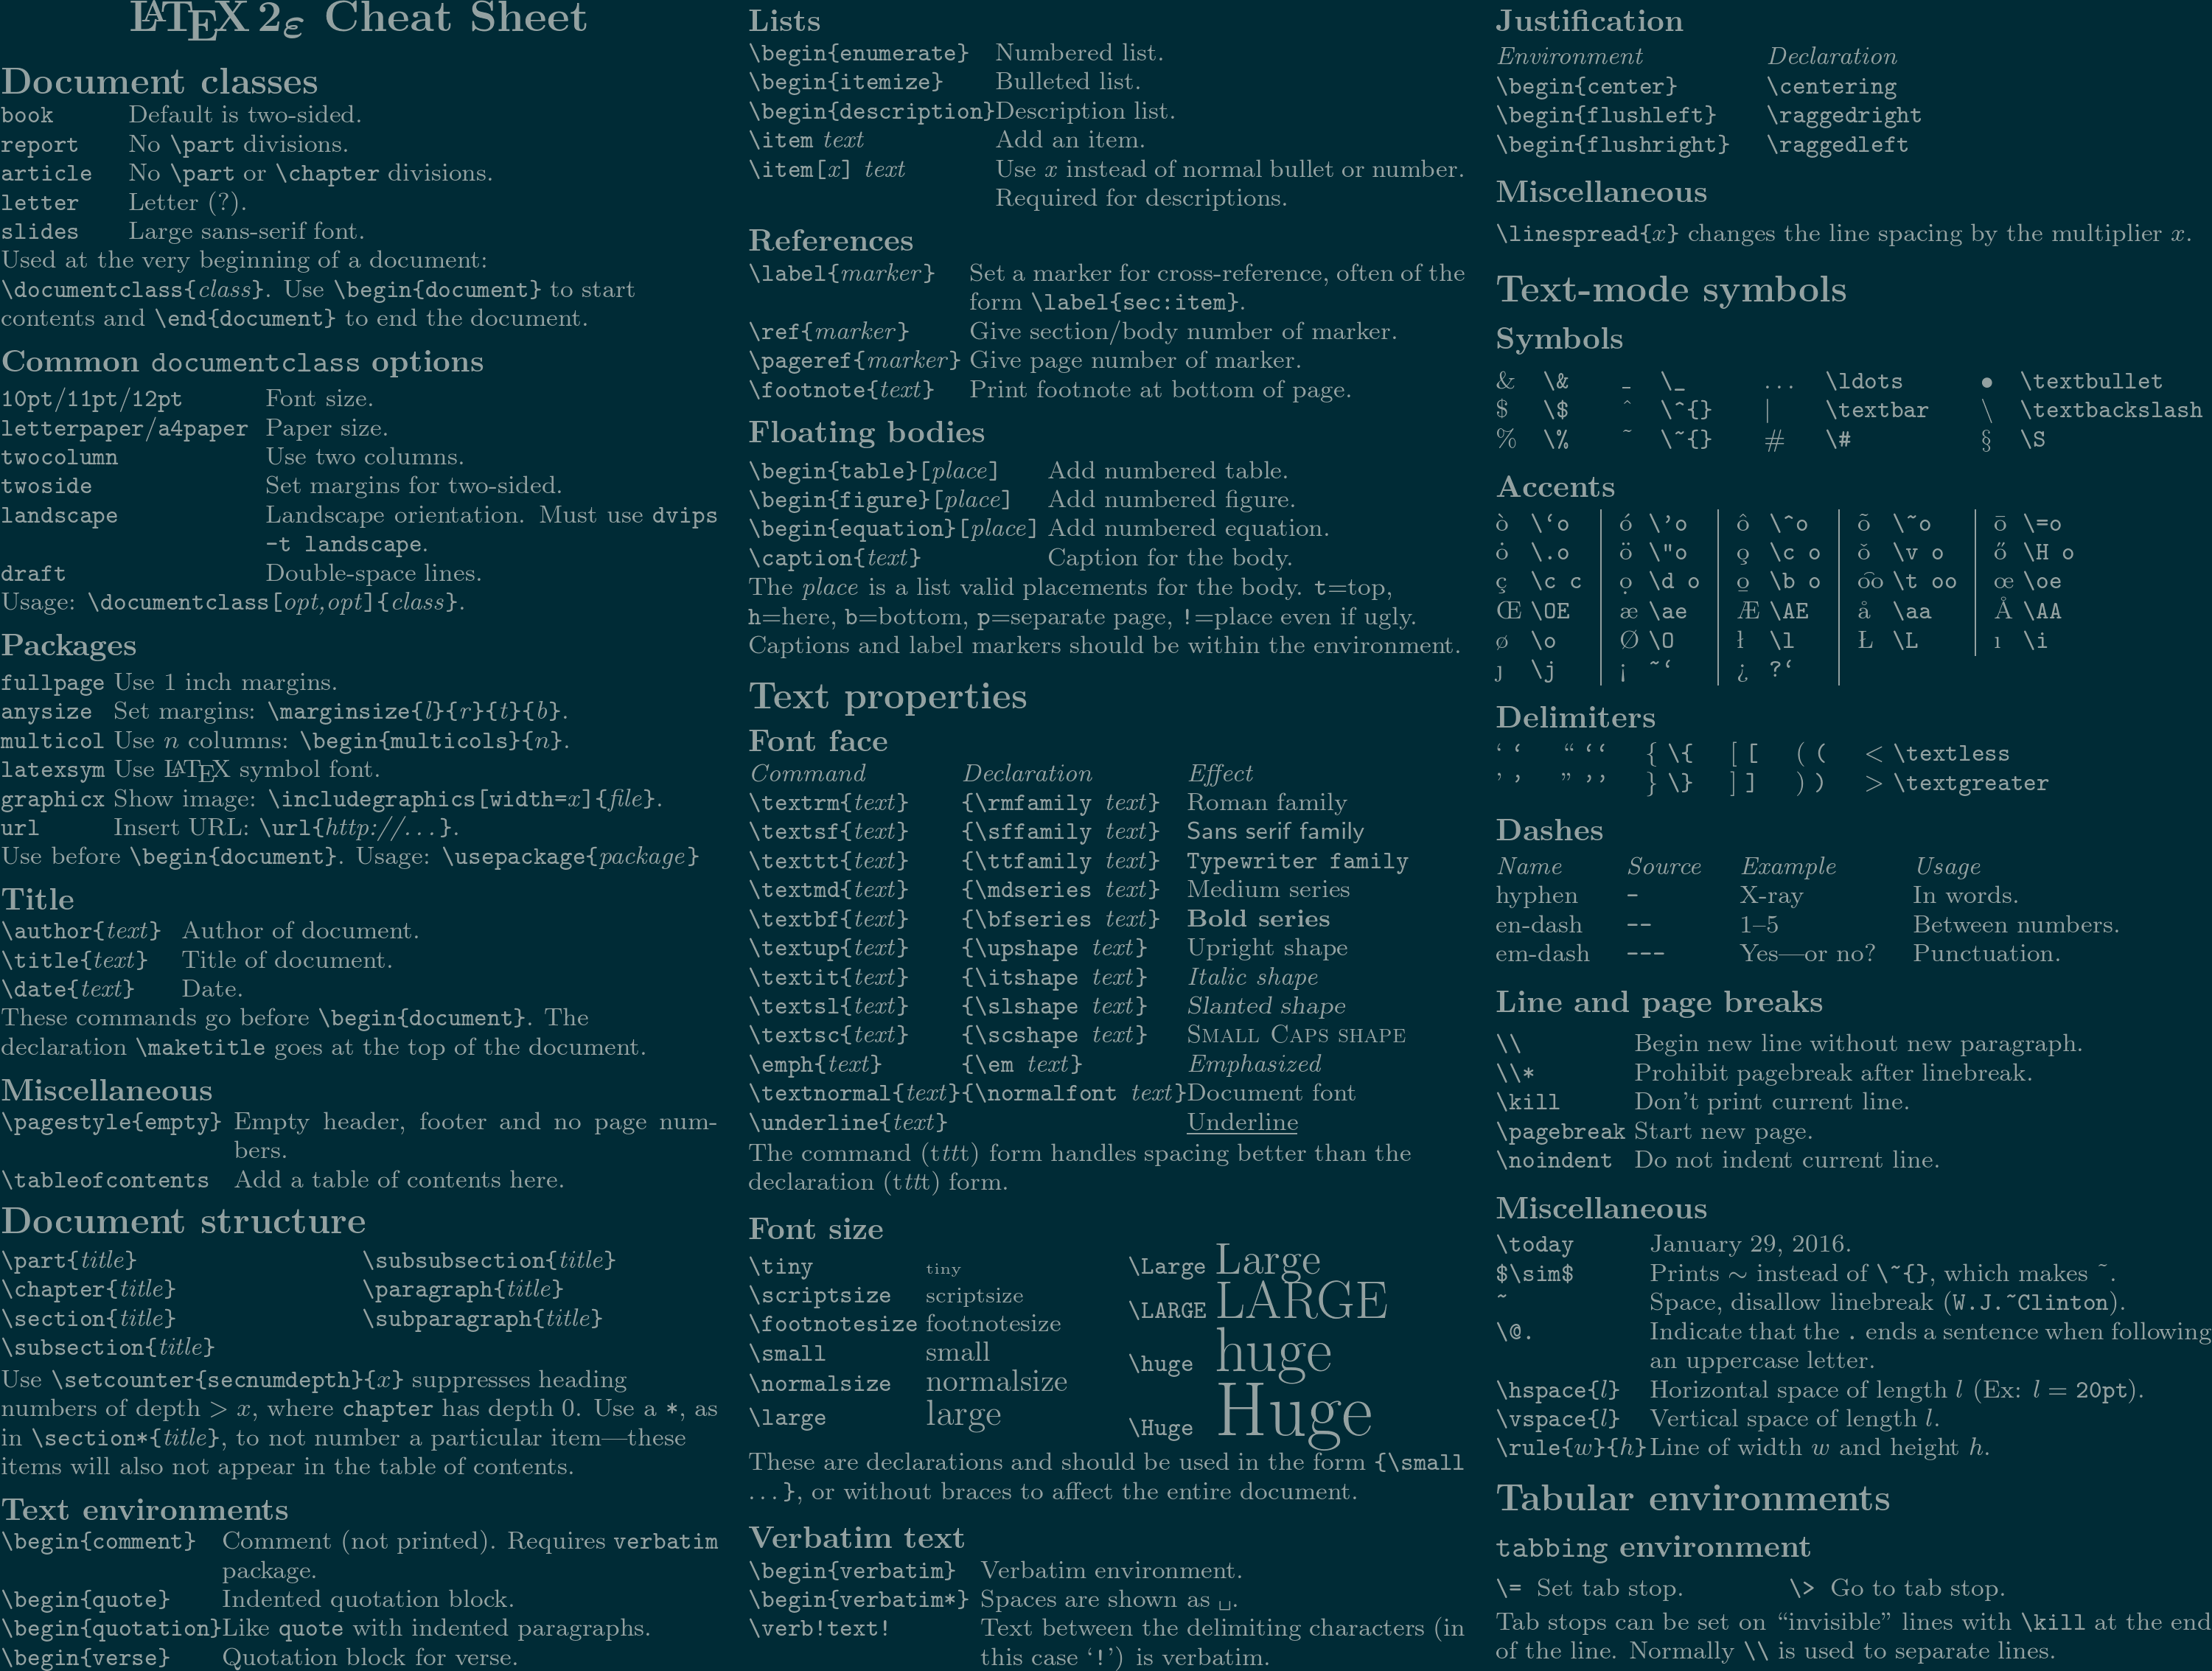 LATEX 2ε Cheat Sheet
Document classes
book Default is two-sided.
report No \part divisions.
article No \part or \chapter divisions.
letter Letter (?).
slides Large sans-serif font.
Used at the very beginning of a document:
\documentclass{class}. Use \begin{document} to start
contents and \end{document} to end the document.
Common documentclass options
10pt/11pt/12pt Font size.
letterpaper/a4paper Paper size.
twocolumn Use two columns.
twoside Set margins for two-sided.
landscape Landscape orientation. Must use dvips
-t landscape.
draft Double-space lines.
Usage: \documentclass[opt,opt]{class}.
Packages
fullpage Use 1 inch margins.
anysize Set margins: \marginsize{l}{r}{t}{b}.
multicol Use n columns: \begin{multicols}{n}.
latexsym Use LATEX symbol font.
graphicx Show image: \includegraphics[width=x]{file}.
url Insert URL: \url{http://...}.
Use before \begin{document}. Usage: \usepackage{package}
Title
\author{text} Author of document.
\title{text} Title of document.
\date{text} Date.
These commands go before \begin{document}. The
declaration \maketitle goes at the top of the document.
Miscellaneous
\pagestyle{empty} Empty header, footer and no page num-
bers.
\tableofcontents Add a table of contents here.
Document structure
\part{title} \subsubsection{title}
\chapter{title} \paragraph{title}
\section{title} \subparagraph{title}
\subsection{title}
Use \setcounter{secnumdepth}{x} suppresses heading
numbers of depth > x, where chapter has depth 0. Use a *, as
in \section*{title}, to not number a particular item—these
items will also not appear in the table of contents.
Text environments
\begin{comment} Comment (not printed). Requires verbatim
package.
\begin{quote} Indented quotation block.
\begin{quotation} Like quote with indented paragraphs.
\begin{verse} Quotation block for verse.
Lists
\begin{enumerate} Numbered list.
\begin{itemize} Bulleted list.
\begin{description} Description list.
\item text Add an item.
\item[x] text Use x instead of normal bullet or number.
Required for descriptions.
References
\label{marker} Set a marker for cross-reference, often of the
form \label{sec:item}.
\ref{marker} Give section/body number of marker.
\pageref{marker} Give page number of marker.
\footnote{text} Print footnote at bottom of page.
Floating bodies
\begin{table}[place] Add numbered table.
\begin{figure}[place] Add numbered figure.
\begin{equation}[place] Add numbered equation.
\caption{text} Caption for the body.
The place is a list valid placements for the body. t=top,
h=here, b=bottom, p=separate page, !=place even if ugly.
Captions and label markers should be within the environment.
Text properties
Font face
Command Declaration Effect
\textrm{text} {\rmfamily text} Roman family
\textsf{text} {\sffamily text} Sans serif family
\texttt{text} {\ttfamily text} Typewriter family
\textmd{text} {\mdseries text} Medium series
\textbf{text} {\bfseries text} Bold series
\textup{text} {\upshape text} Upright shape
\textit{text} {\itshape text} Italic shape
\textsl{text} {\slshape text} Slanted shape
\textsc{text} {\scshape text} Small Caps shape
\emph{text} {\em text} Emphasized
\textnormal{text} {\normalfont text} Document font
\underline{text} Underline
The command (tttt) form handles spacing better than the
declaration (tttt) form.
Font size
\tiny tiny \Large Large
\scriptsize scriptsize \LARGE LARGE
\footnotesize footnotesize
\small small \huge huge
\normalsize normalsize
\large large \Huge Huge
These are declarations and should be used in the form {\small
...}, or without braces to affect the entire document.
Verbatim text
\begin{verbatim} Verbatim environment.
\begin{verbatim*} Spaces are shown as ␣.
\verb!text! Text between the delimiting characters (in
this case ‘!’) is verbatim.
Justification
Environment Declaration
\begin{center} \centering
\begin{flushleft} \raggedright
\begin{flushright} \raggedleft
Miscellaneous
\linespread{x} changes the line spacing by the multiplier x.
Text-mode symbols
Symbols
& \& _ \_ ... \ldots • \textbullet
$ \$ ˆ \^{} | \textbar \ \textbackslash
% \% ˜ \~{} # \# § \S
Accents
ò \`o ó \'o ô \^o õ \~o ō \=o
ȯ \.o ö \"o o̧ \c o ǒ \v o ő \H o
ç \c c ọ \d o o̲ \b o o͡o \t oo œ \oe
Œ \OE æ \ae Æ \AE å \aa Å \AA
ø \o Ø \O ł \l Ł \L ı \i
ȷ \j ¡ ~` ¿ ?`
Delimiters
‘ ` “ `` { \{ [ [ ( ( < \textless
’ ' ” '' } \} ] ] ) ) > \textgreater
Dashes
Name Source Example Usage
hyphen - X-ray In words.
en-dash -- 1–5 Between numbers.
em-dash --- Yes—or no? Punctuation.
Line and page breaks
\\ Begin new line without new paragraph.
\\* Prohibit pagebreak after linebreak.
\kill Don't print current line.
\pagebreak Start new page.
\noindent Do not indent current line.
Miscellaneous
\today January 29, 2016.
$\sim$ Prints ∼ instead of \~{}, which makes ˜.
~ Space, disallow linebreak (W.J.~Clinton).
\@. Indicate that the . ends a sentence when following
an uppercase letter.
\hspace{l} Horizontal space of length l (Ex: l = 20pt).
\vspace{l} Vertical space of length l.
\rule{w}{h} Line of width w and height h.
Tabular environments
tabbing environment
\= Set tab stop. \> Go to tab stop.
Tab stops can be set on “invisible” lines with \kill at the end
of the line. Normally \\ is used to separate lines.